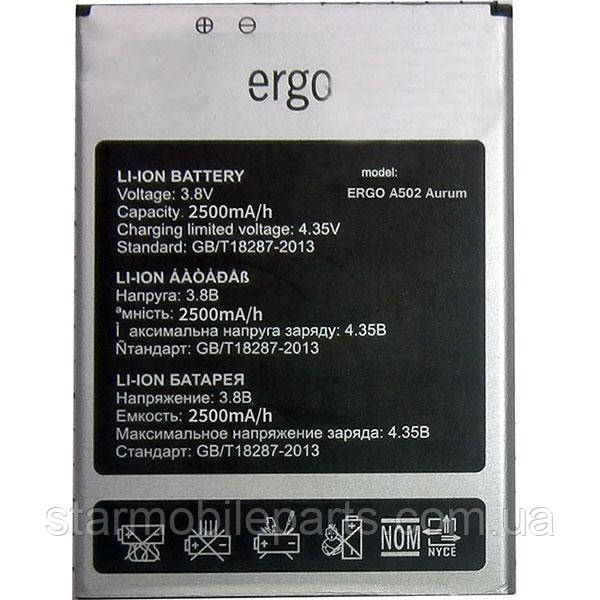 ergo
LI-ION BATTERY
model:
Voltage: 3.8V
ERGO A502 Aurum
Capacity. 2500mA/h
Charging limited voltage: 4.35V
Standard: GB/T18287-2013
LI-ION ÁÀÒÀÐÅß
Напруга: 3.8В
ªмність: 2500mA/h
Ì аксимальна напруга заряду: 4.35В
Ñтандарт: GB/T18287-2013
LI-ION БАТАРЕЯ
Напряжение: 3.8В
Емкость: 2500mA/h
Максимальное напряжение заряда: 4.35В
Стандарт: GB/T18287-2013
starmobileparts.com.ua
NOM
NYCE